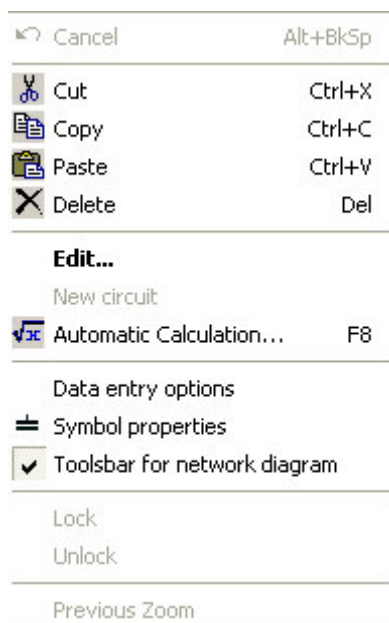 Cancel Alt+BkSp
Cut Ctrl+X
Copy Ctrl+C
Paste Ctrl+V
Delete Del
Edit...
New circuit
Automatic Calculation... F8
Data entry options
Symbol properties
Toolsbar for network diagram
Lock
Unlock
Previous Zoom